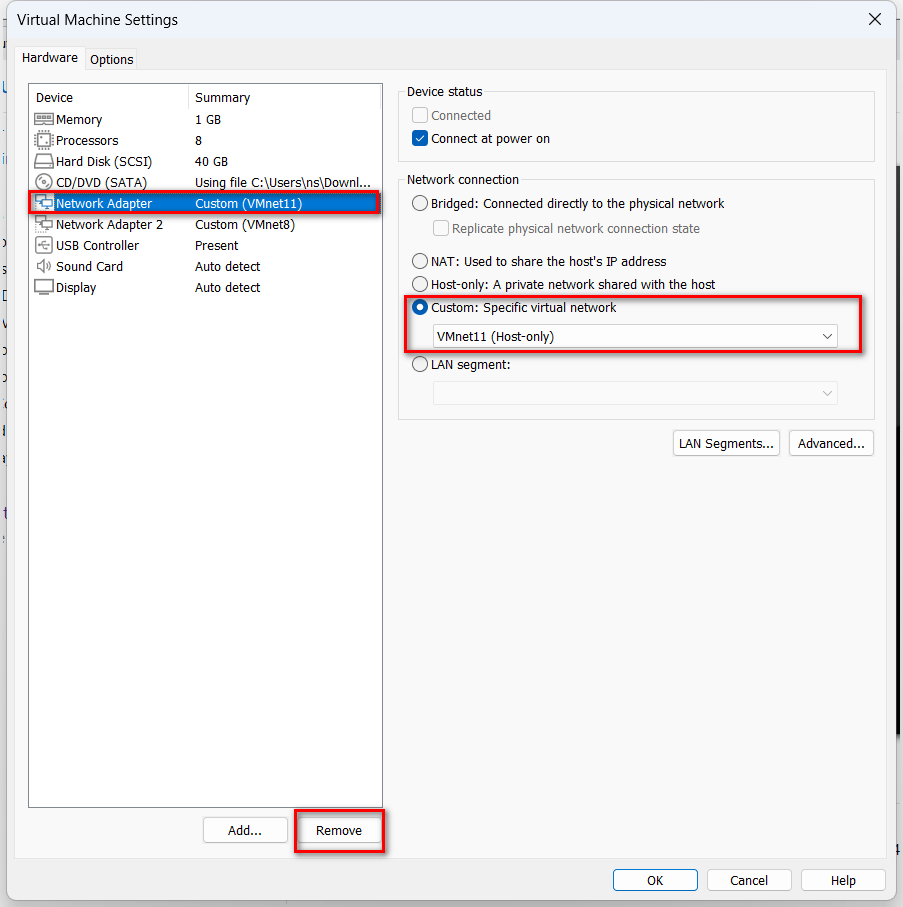 Virtual Machine Settings
Hardware Options
Device Summary
Memory 1 GB
Processors 8
Hard Disk (SCSI) 40 GB
CD/DVD (SATA) Using file C:\Users\ns\Downl...
Network Adapter Custom (VMnet11)
Network Adapter 2 Custom (VMnet8)
USB Controller Present
Sound Card Auto detect
Display Auto detect
Add... Remove
Device status
Connected
Connect at power on
Network connection
Bridged: Connected directly to the physical network
Replicate physical network connection state
NAT: Used to share the host's IP address
Host-only: A private network shared with the host
Custom: Specific virtual network
VMnet11 (Host-only)
LAN segment:
LAN Segments... Advanced...
OK Cancel Help